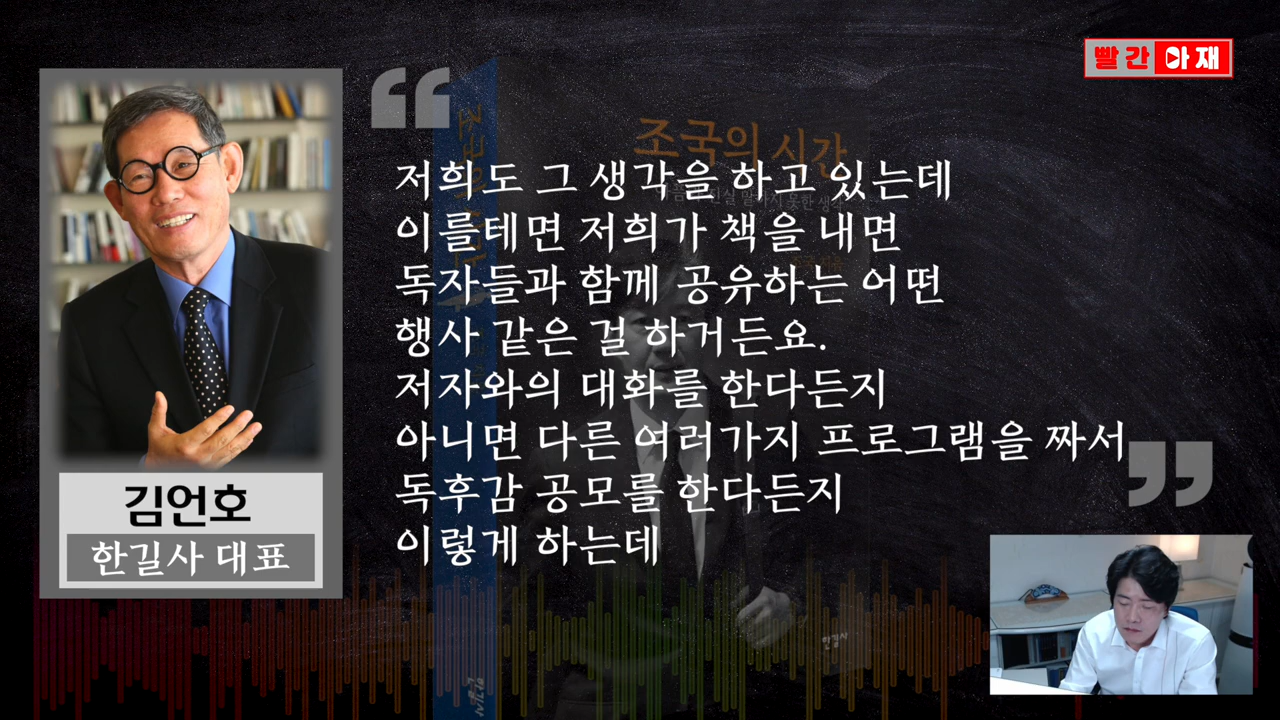 빨간아재
조국의 시간
저희도 그 생각을 하고 있는데
이를테면 저희가 책을 내면
독자들과 함께 공유하는 어떤
행사 같은 걸 하거든요.
저자와의 대화를 한다든지
아니면 다른 여러가지 프로그램을 짜서
독후감 공모를 한다든지
이렇게 하는데
김언호
한길사 대표
한길사